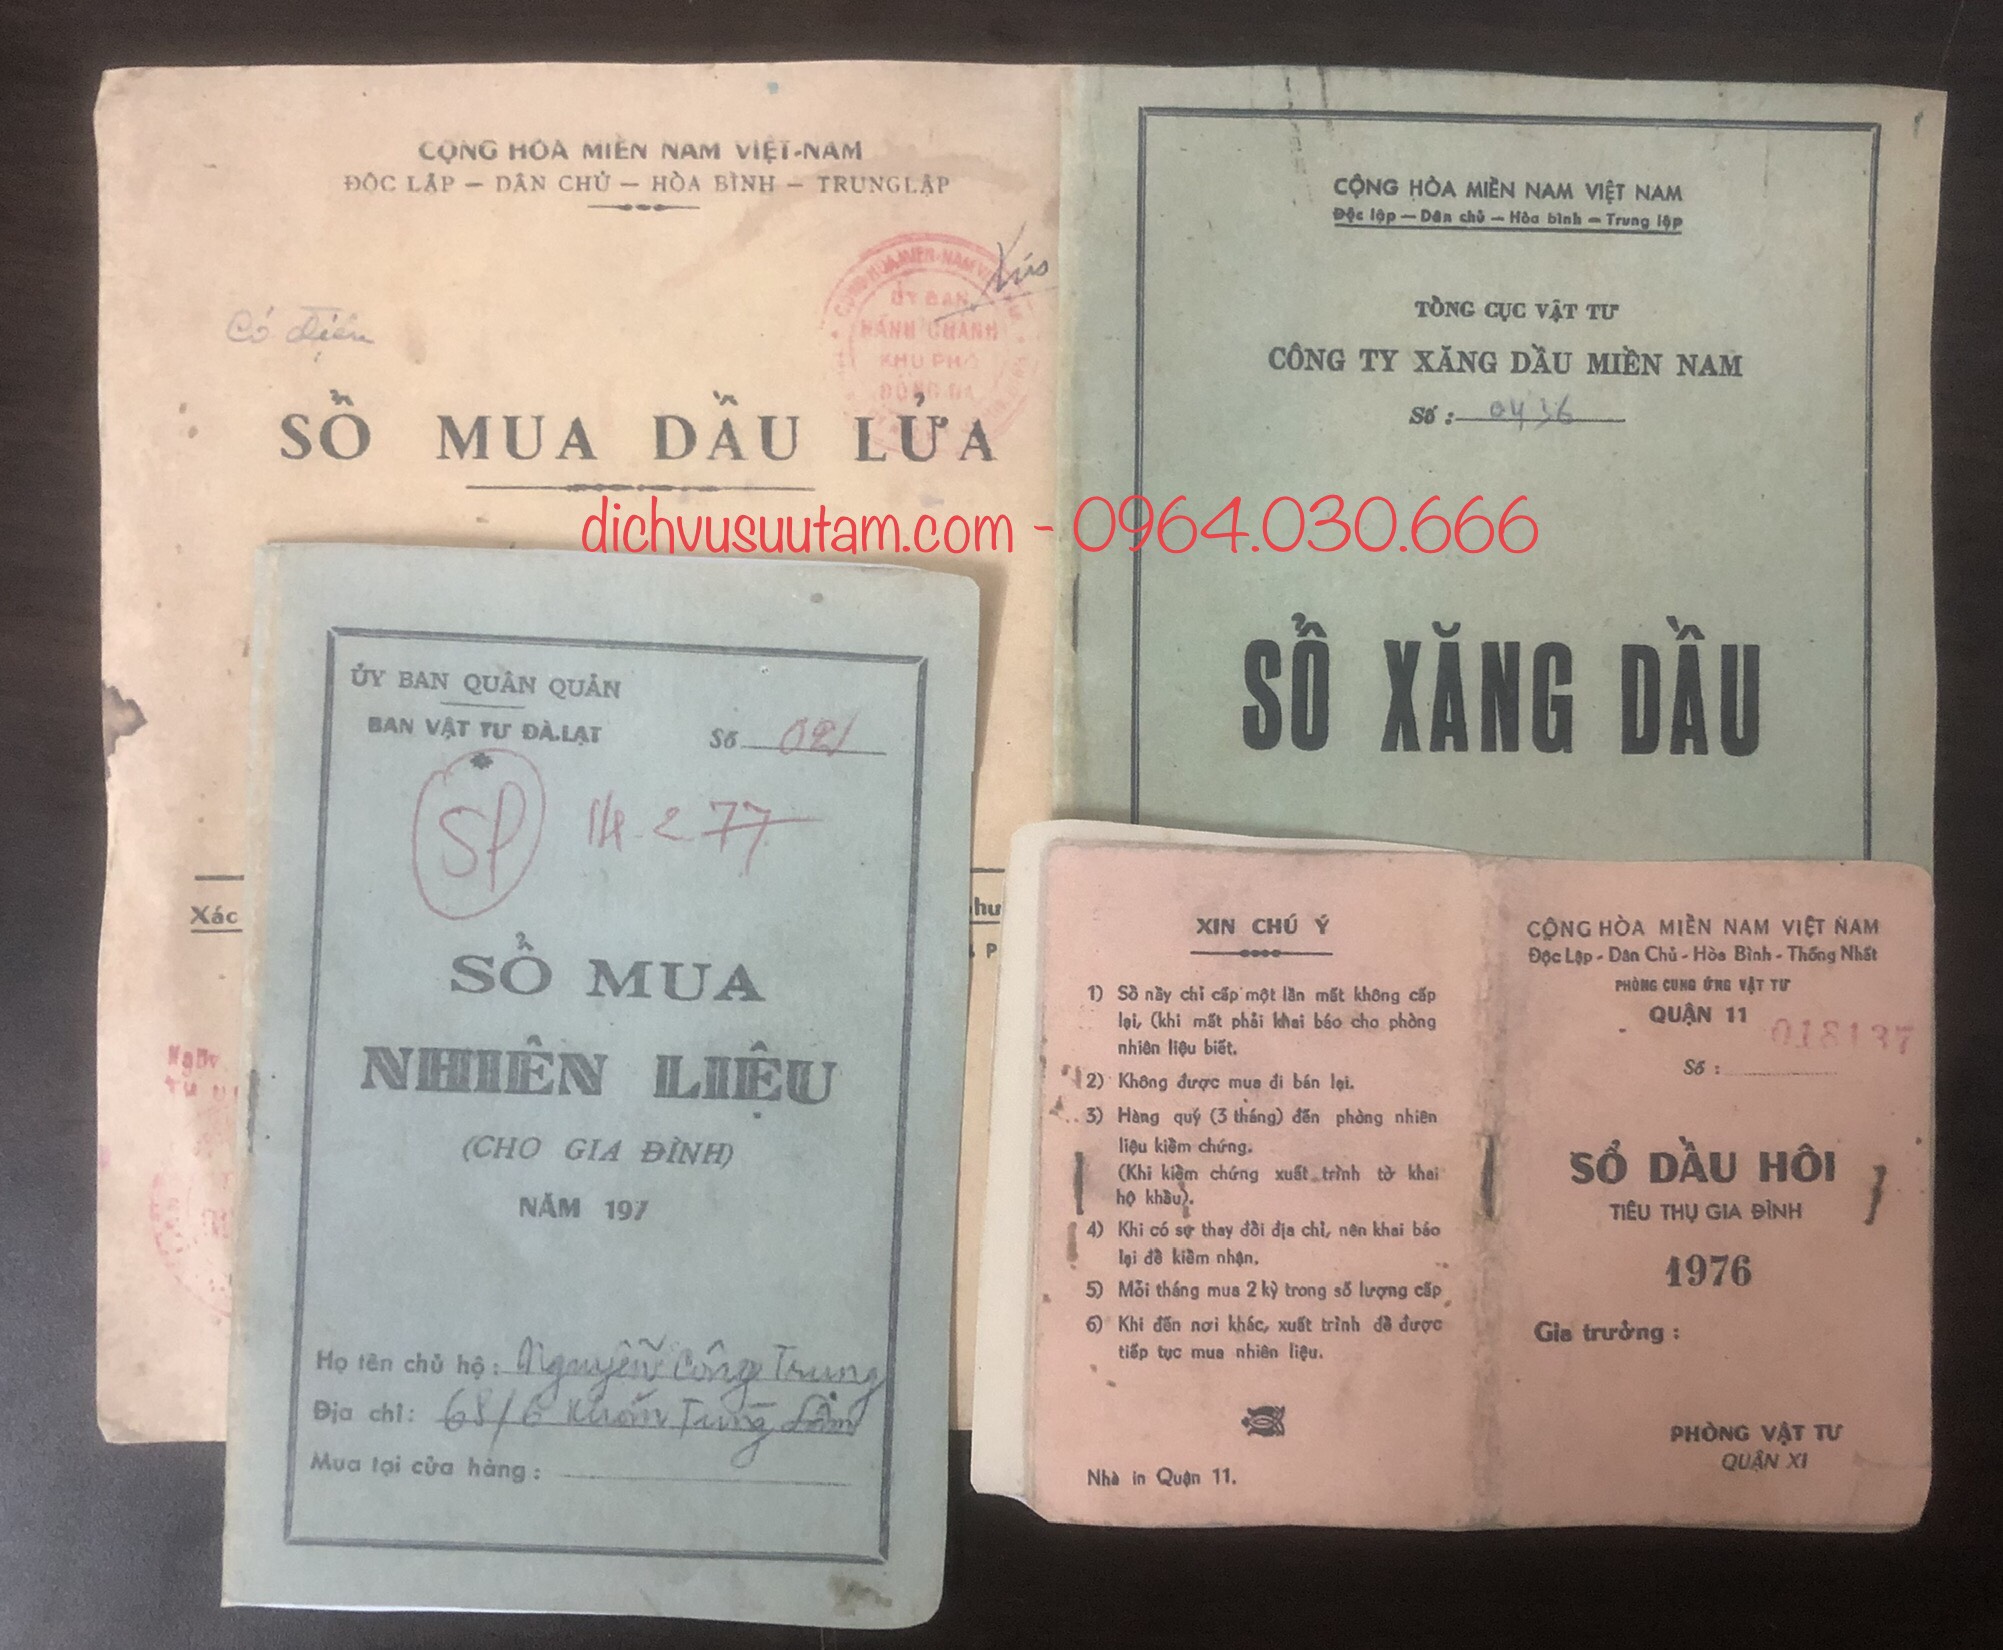 CỘNG HÒA MIỀN NAM VIỆT-NAM
ĐỘC LẬP — DÂN CHỦ — HÒA BÌNH — TRUNGLẬP
Có điện
ỦY BAN
HÀNH CHÁNH
KHU PHỐ
SỔ MUA DẦU LỬA
Xác
CỘNG HÒA MIỀN NAM VIỆT NAM
Độc lập — Dân chủ — Hòa bình — Trung lập
TỔNG CỤC VẬT TƯ
CÔNG TY XĂNG DẦU MIỀN NAM
Số : 0436
SỔ XĂNG DẦU
dichvusuutam.com - 0964.030.666
ỦY BAN QUÂN QUẢN
BAN VẬT TƯ ĐÀ.LẠT
Số 021
SP 14.2 77
SỔ MUA
NHIÊN LIỆU
(CHO GIA ĐÌNH)
NĂM 197
Họ tên chủ hộ : Nguyễn Công Trung
Địa chỉ: 68/6
Mua tại cửa hàng :
XIN CHÚ Ý
1) Sổ nầy chỉ cấp một lần mất không cấp
lại, (khi mất phải khai báo cho phòng
nhiên liệu biết.
2) Không được mua đi bán lại.
3) Hàng quý (3 tháng) đến phòng nhiên
liệu kiểm chứng.
(Khi kiểm chứng xuất trình tờ khai
hộ khẩu).
4) Khi có sự thay đổi địa chỉ, nên khai báo
lại để kiểm nhận.
5) Mỗi tháng mua 2 kỳ trong số lượng cấp
6) Khi đến nơi khác, xuất trình để được
tiếp tục mua nhiên liệu.
Nhà in Quận 11.
CỘNG HÒA MIỀN NAM VIỆT NAM
Độc Lập - Dân Chủ - Hòa Bình - Thống Nhất
PHÒNG CUNG ỨNG VẬT TƯ
QUẬN 11
018137
Số :
SỔ DẦU HÔI
TIÊU THỤ GIA ĐÌNH
1976
Gia trưởng :
PHÒNG VẬT TƯ
QUẬN XI